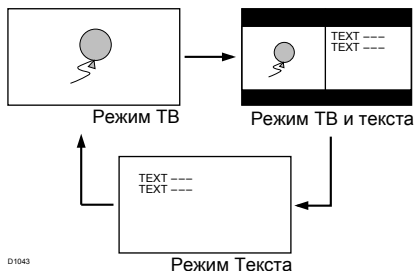 TEXT ---
TEXT ---
Режим ТВ
Режим ТВ и текста
TEXT ---
TEXT ---
D1043
Режим Текста